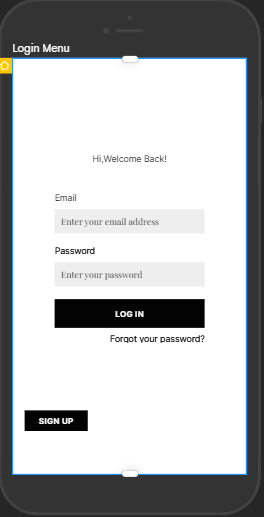 Login Menu
Hi,Welcome Back!
Email
Enter your email address
Password
Enter your password
LOG IN
Forgot your password?
SIGN UP